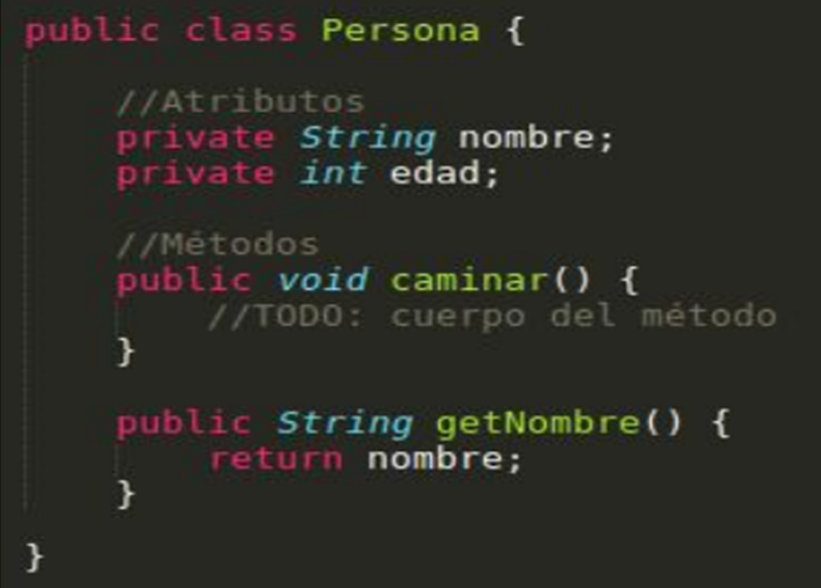 public class Persona {
//Atributos
private String nombre;
private int edad;
//Métodos
public void caminar() {
//TODO: cuerpo del método
}
public String getNombre() {
return nombre;
}
}